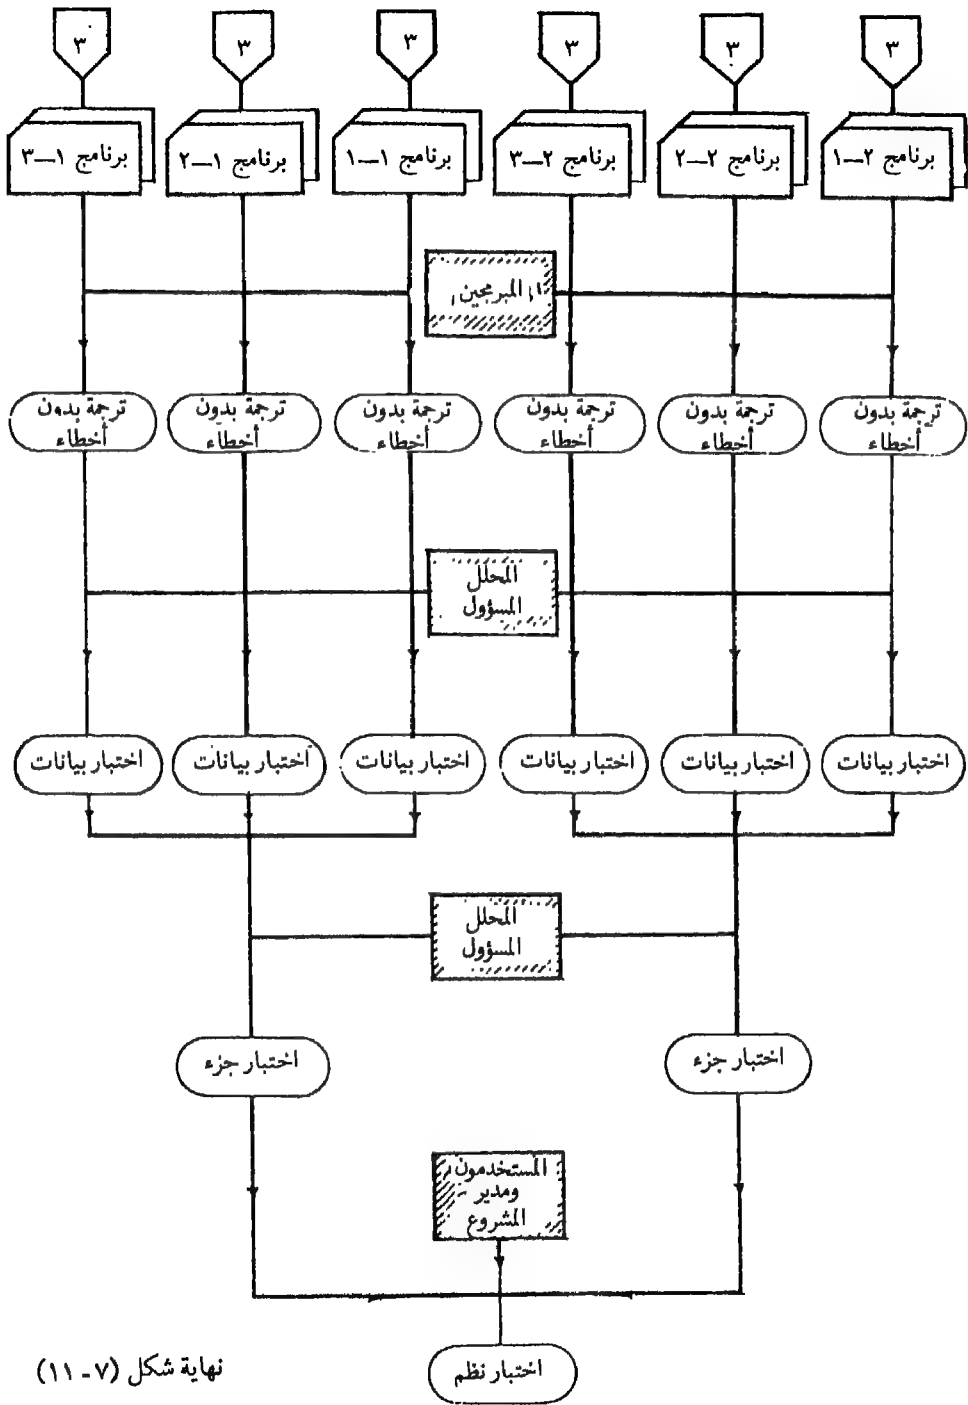 ٣ ٣ ٣ ٣ ٣ ٣
برنامج ٢—١ برنامج ٢—٢ برنامج ٢—٣ برنامج ١—١ برنامج ١—٢ برنامج ١—٣
المبرمجين
ترجمة بدون ترجمة بدون ترجمة بدون ترجمة بدون ترجمة بدون ترجمة بدون
أخطاء أخطاء أخطاء أخطاء أخطاء أخطاء
المحلل
المسؤول
اختبار بيانات اختبار بيانات اختبار بيانات اختبار بيانات اختبار بيانات اختبار بيانات
المحلل
المسؤول
اختبار جزء اختبار جزء
المستخدمون
ومدير
المشروع
اختبار نظم
نهاية شكل (٧ - ١١)